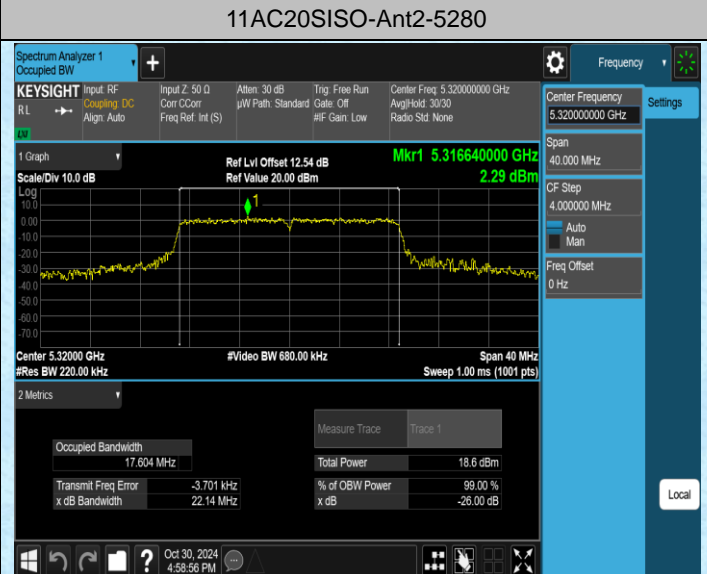 11AC20SISO-Ant2-5280
Spectrum Analyzer 1
Occupied BW
Frequency
KEYSIGHT
RL
Input: RF
Coupling: DC
Align: Auto
Input Z: 50 Ω
Corr CCorr
Freq Ref: Int (S)
Atten: 30 dB
µW Path: Standard
Trig: Free Run
Gate: Off
#IF Gain: Low
Center Freq: 5.320000000 GHz
Avg|Hold: 30/30
Radio Std: None
1 Graph
Scale/Div 10.0 dB
Ref Lvl Offset 12.54 dB
Ref Value 20.00 dBm
Mkr1 5.316640000 GHz
2.29 dBm
Log
10.0
0.00
-10.0
-20.0
-30.0
-40.0
-50.0
-60.0
-70.0
1
Center 5.32000 GHz
#Res BW 220.00 kHz
#Video BW 680.00 kHz
Span 40 MHz
Sweep 1.00 ms (1001 pts)
2 Metrics
Measure Trace
Trace 1
Occupied Bandwidth
17.604 MHz
Total Power
18.6 dBm
Transmit Freq Error
-3.701 kHz
% of OBW Power
99.00 %
x dB Bandwidth
22.14 MHz
x dB
-26.00 dB
Center Frequency
5.320000000 GHz
Settings
Span
40.000 MHz
CF Step
4.000000 MHz
Auto
Man
Freq Offset
0 Hz
Local
?
Oct 30, 2024
4:58:56 PM